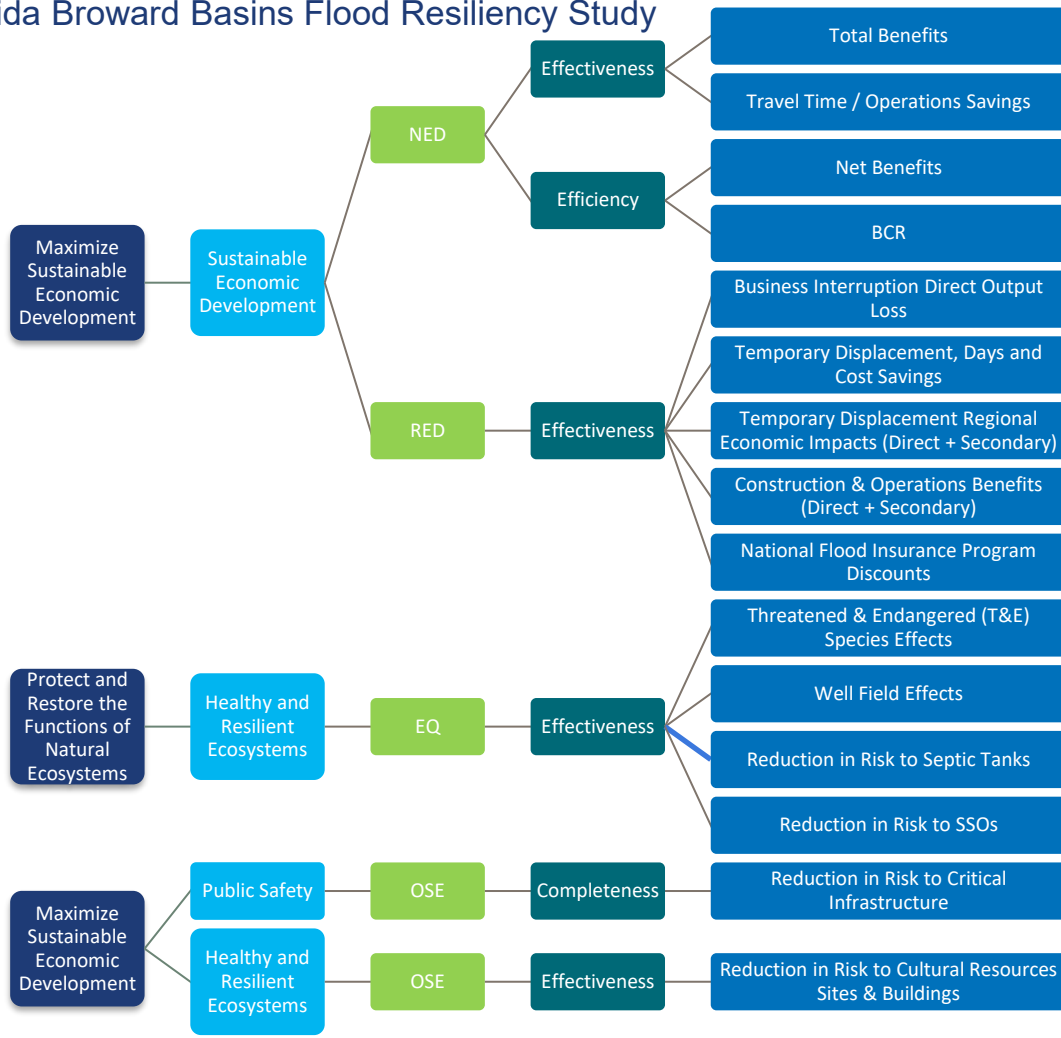 ida Broward Basins Flood Resiliency Study
Maximize
Sustainable
Economic
Development
Sustainable
Economic
Development
NED
Effectiveness
Total Benefits
Travel Time / Operations Savings
Efficiency
Net Benefits
BCR
RED
Effectiveness
Business Interruption Direct Output
Loss
Temporary Displacement, Days and
Cost Savings
Temporary Displacement Regional
Economic Impacts (Direct + Secondary)
Construction & Operations Benefits
(Direct + Secondary)
National Flood Insurance Program
Discounts
Protect and
Restore the
Functions of
Natural
Ecosystems
Healthy and
Resilient
Ecosystems
EQ
Effectiveness
Threatened & Endangered (T&E)
Species Effects
Well Field Effects
Reduction in Risk to Septic Tanks
Reduction in Risk to SSOs
Maximize
Sustainable
Economic
Development
Public Safety
OSE
Completeness
Reduction in Risk to Critical
Infrastructure
Healthy and
Resilient
Ecosystems
OSE
Effectiveness
Reduction in Risk to Cultural Resources
Sites & Buildings